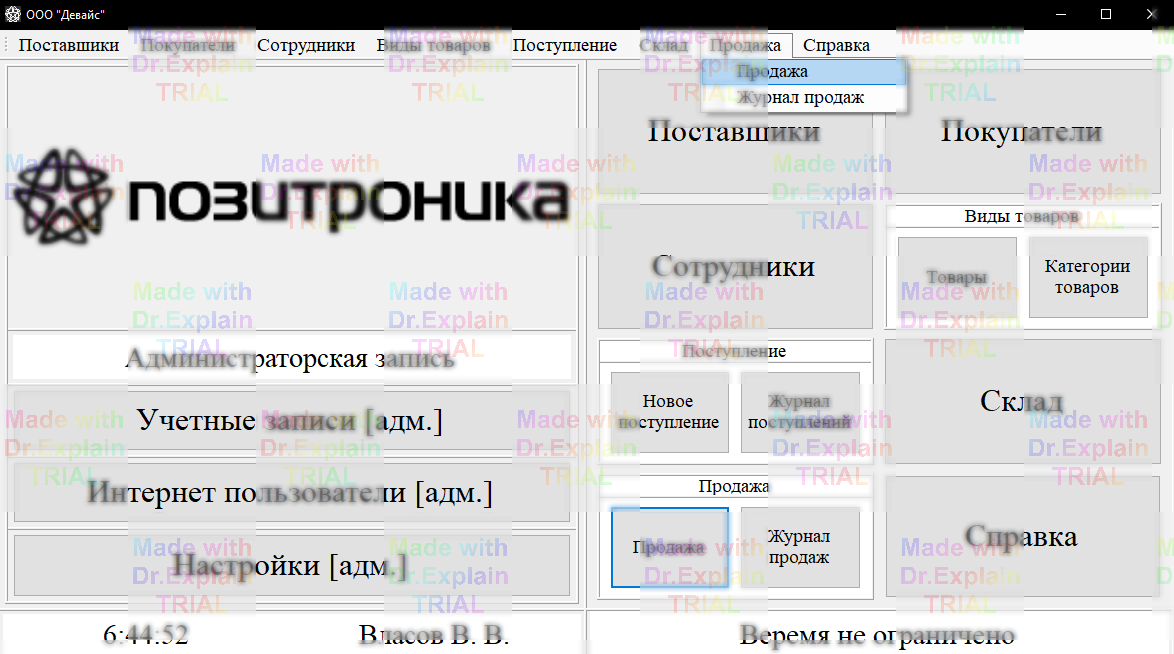 ООО "Девайс"
Поставщики Покупатели Сотрудники Виды товаров Поступление Склад Продажа Справка
Продажа
Журнал продаж
позитроника
Администраторская запись
Учетные записи [адм.]
Интернет пользователи [адм.]
Настройки [адм.]
Поставщики
Покупатели
Сотрудники
Виды товаров
Товары
Категории
товаров
Поступление
Новое
поступление
Журнал
поступлений
Склад
Продажа
Продажа
Журнал
продаж
Справка
6:44:52
Власов В. В.
Веремя не ограничено
Made with
Dr.Explain
TRIAL